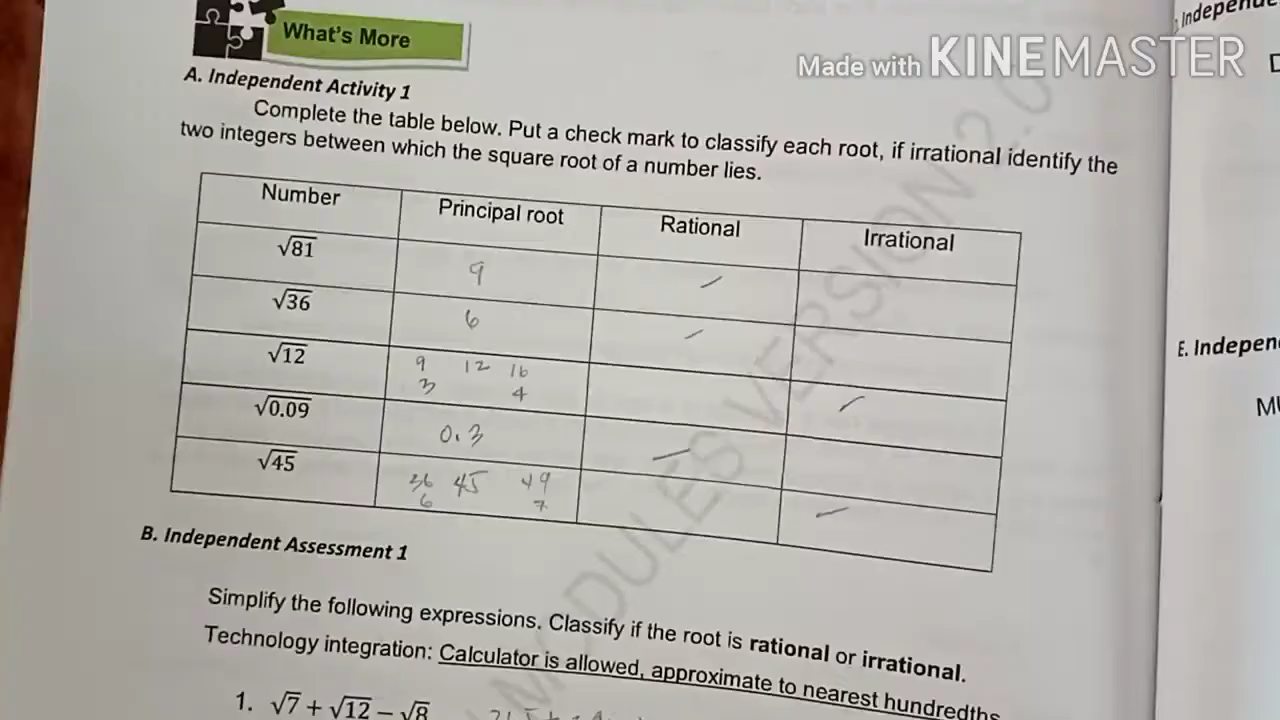 What's More
Made with KINEMASTER
A. Independent Activity 1
Complete the table below. Put a check mark to classify each root, if irrational identify the
two integers between which the square root of a number lies.
Number Principal root Rational Irrational
√81 9 /
√36 6 /
√12 9 12 16 /
3 4
√0.09 0.3 /
√45 36 45 49 /
6 7
B. Independent Assessment 1
Simplify the following expressions. Classify if the root is rational or irrational.
Technology integration: Calculator is allowed, approximate to nearest hundredths
1. √7 + √12 − √8
MODULES VERSION 2.0
E. Indepen